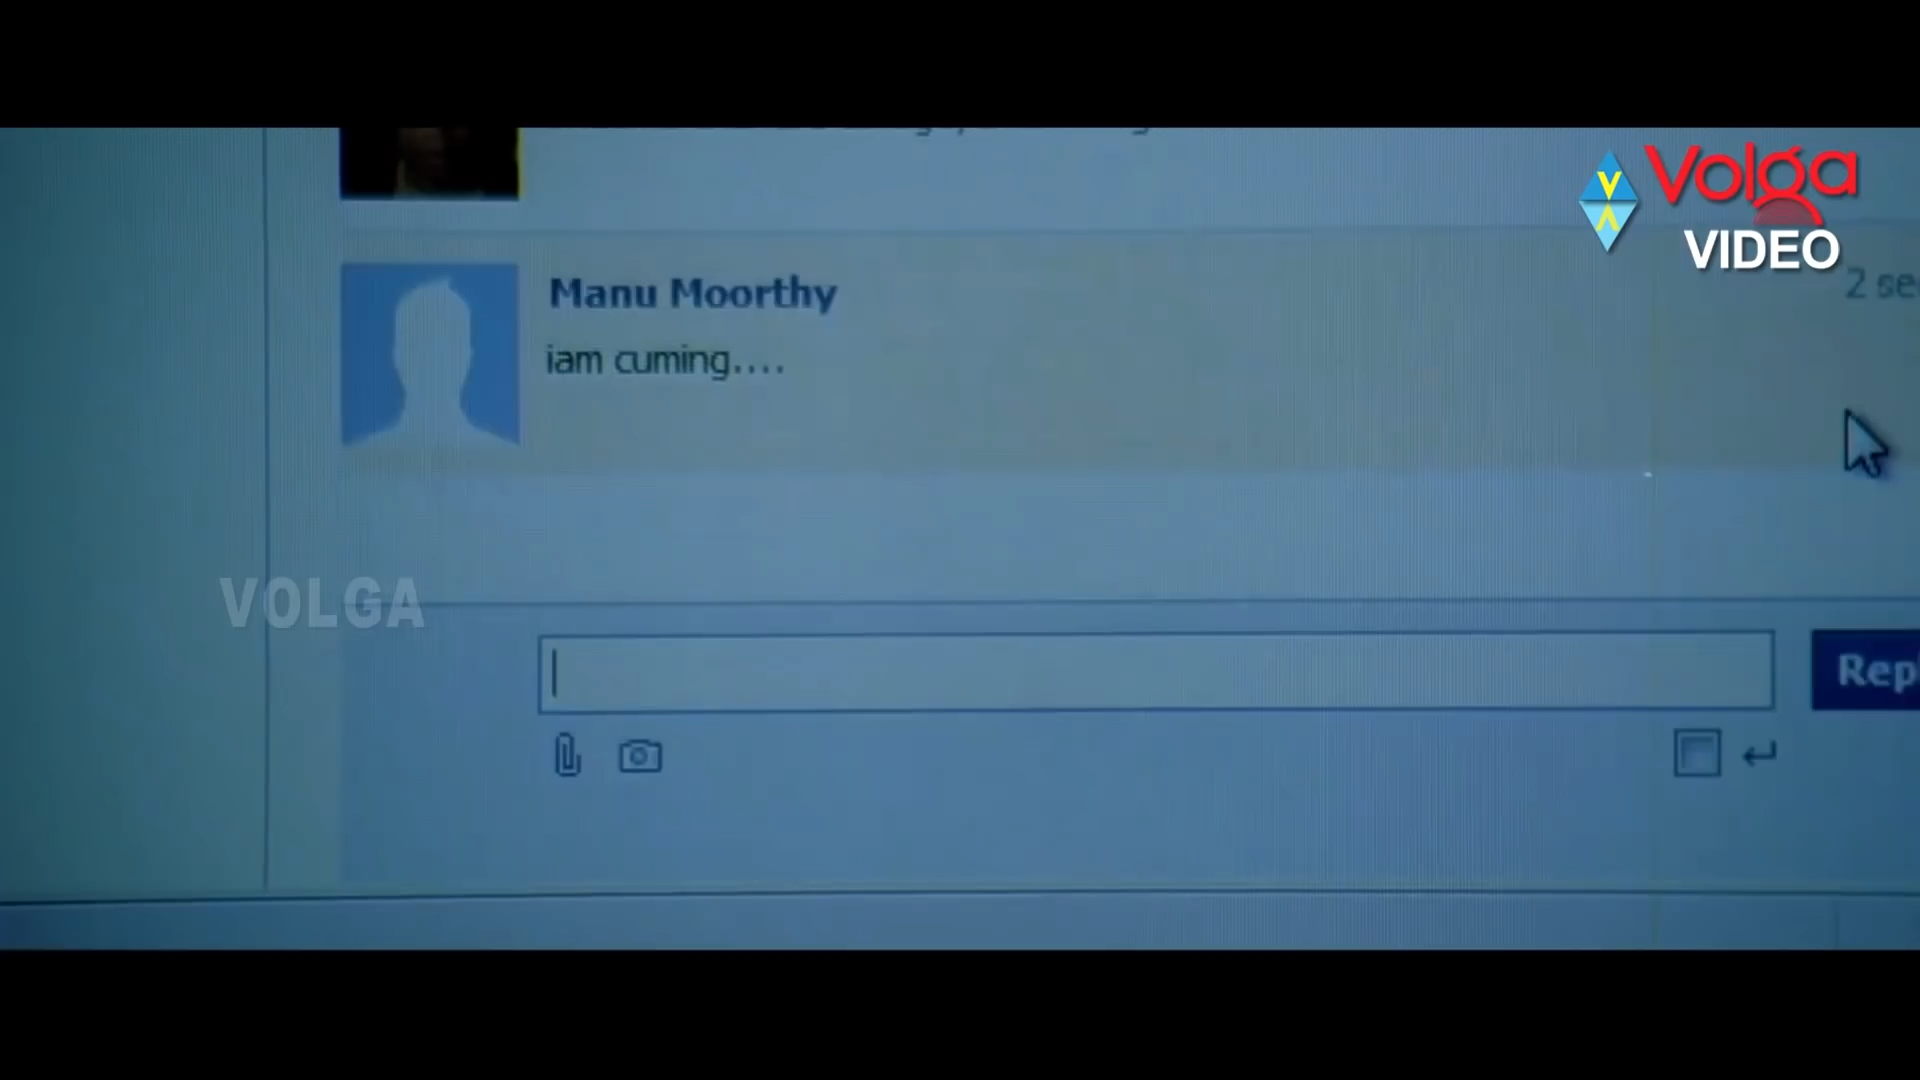 Volga
VIDEO
Manu Moorthy
iam cuming....
VOLGA